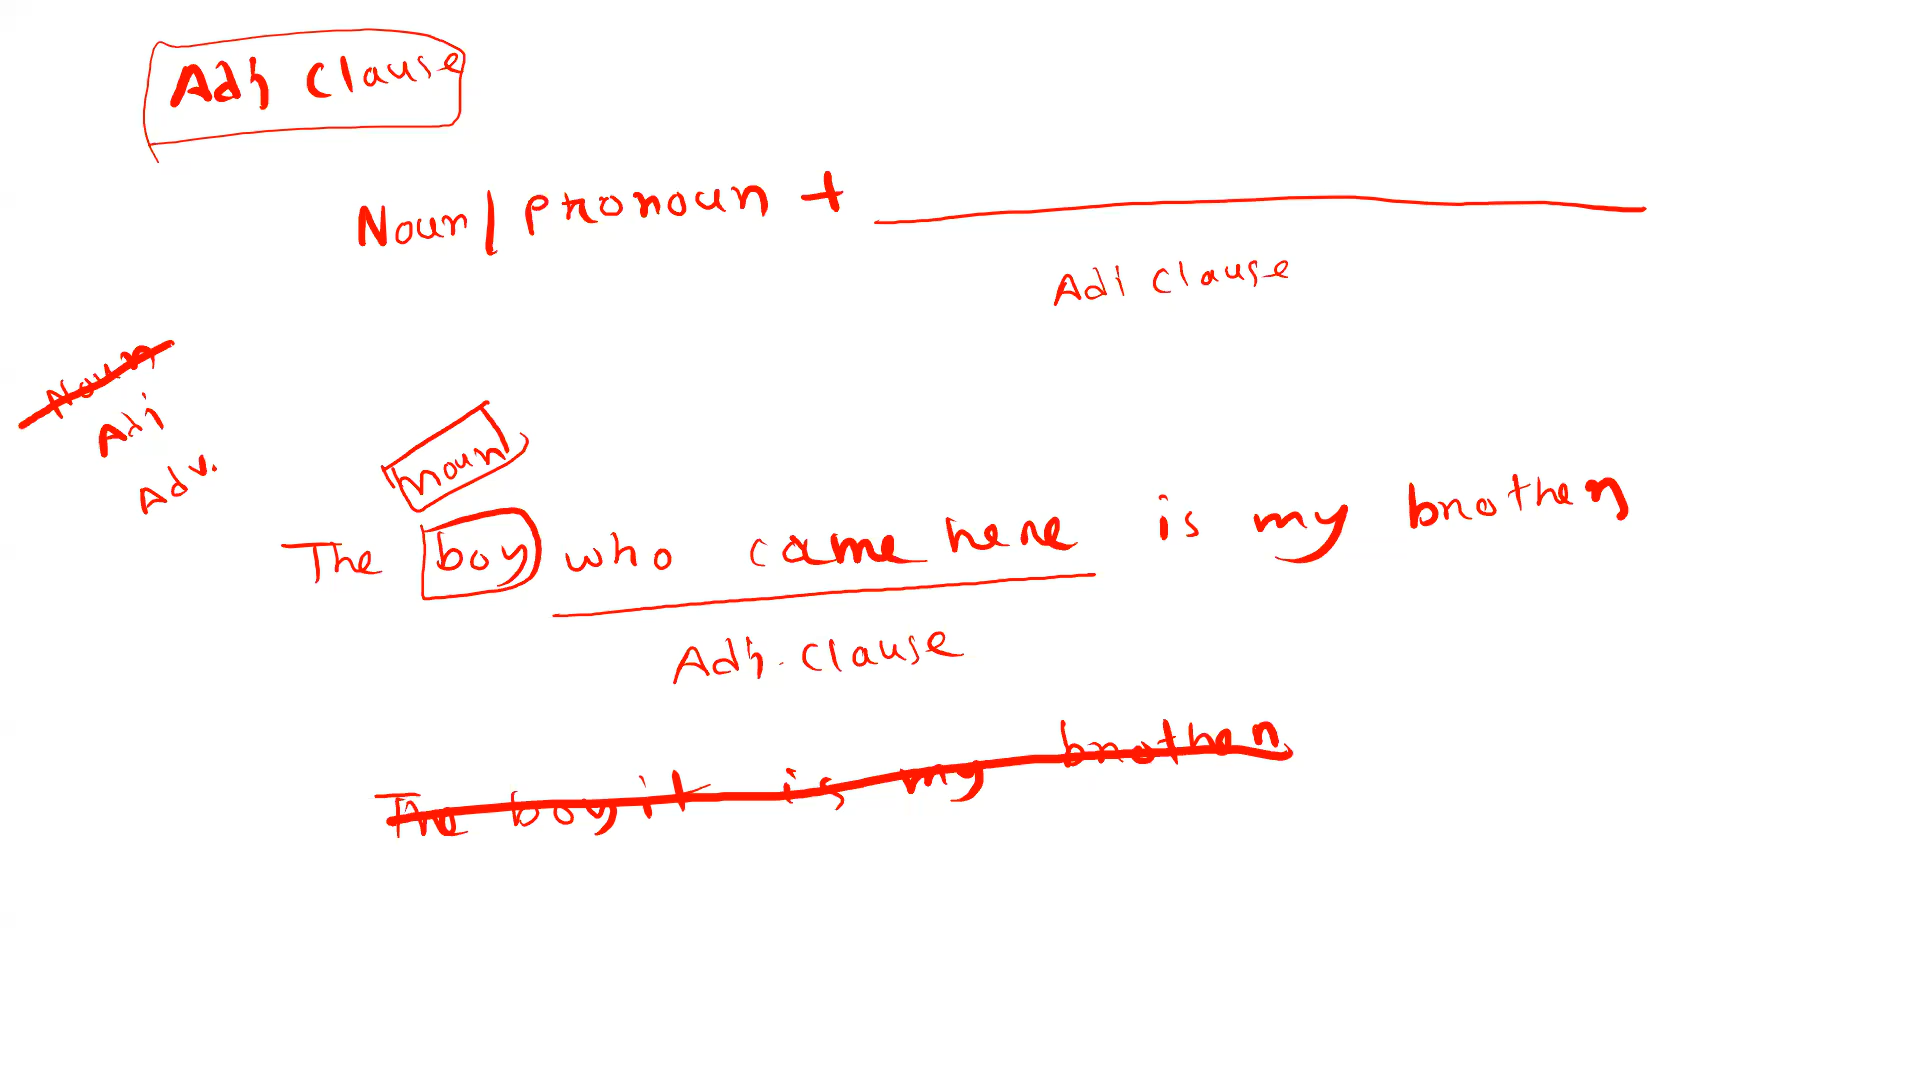 Adj Clause
Noun/pronoun +
Adj clause
Noun
Adj
Adv.
noun
The boy who came here is my brother
Adj. clause
The boy it is my brother